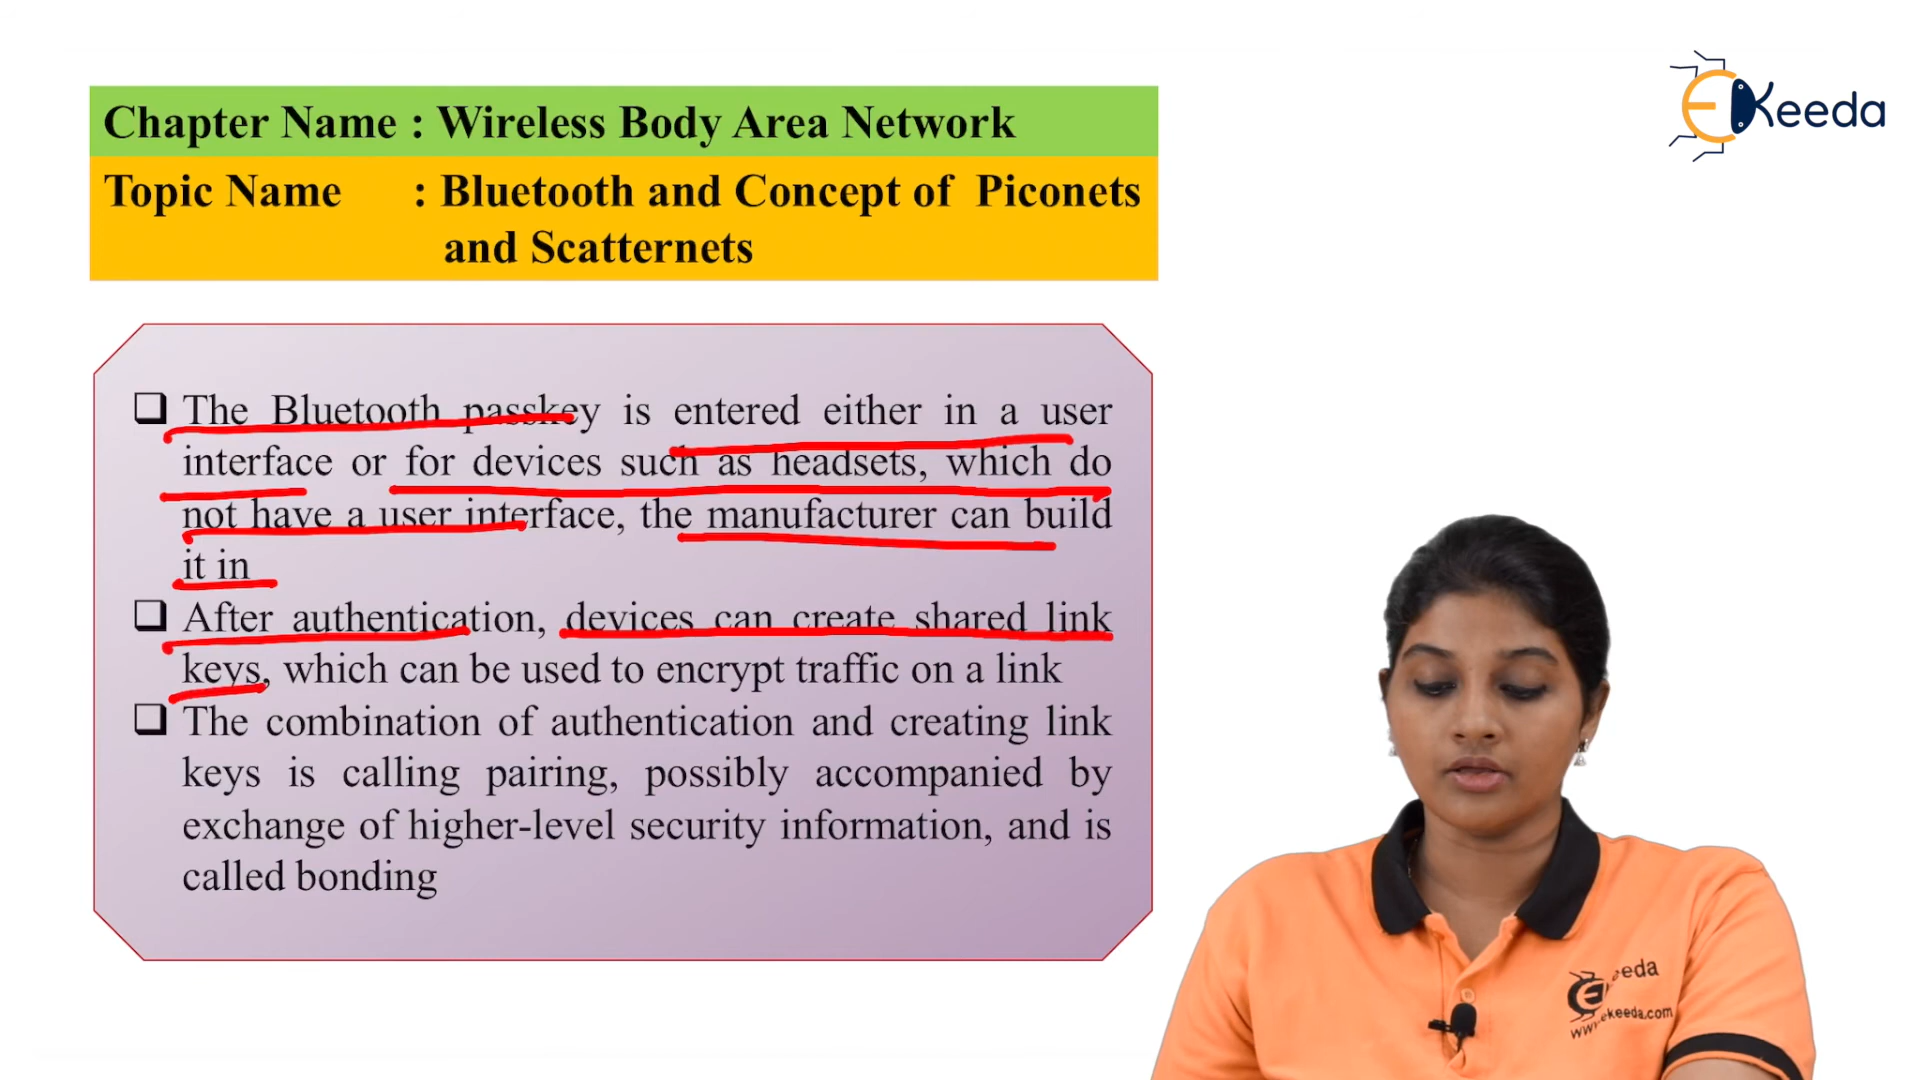 EKeeda
Chapter Name : Wireless Body Area Network
Topic Name : Bluetooth and Concept of Piconets
and Scatternets
The Bluetooth passkey is entered either in a user
interface or for devices such as headsets, which do
not have a user interface, the manufacturer can build
it in
After authentication, devices can create shared link
keys, which can be used to encrypt traffic on a link
The combination of authentication and creating link
keys is calling pairing, possibly accompanied by
exchange of higher-level security information, and is
called bonding
eeda
www.ekeeda.com